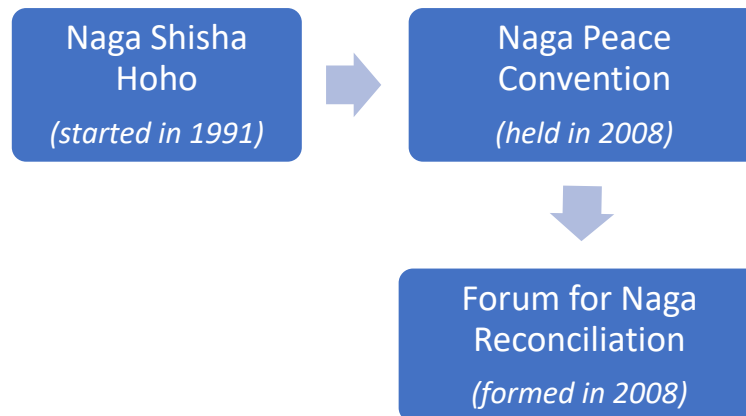 Naga Shisha
Hoho
(started in 1991)
Naga Peace
Convention
(held in 2008)
Forum for Naga
Reconciliation
(formed in 2008)